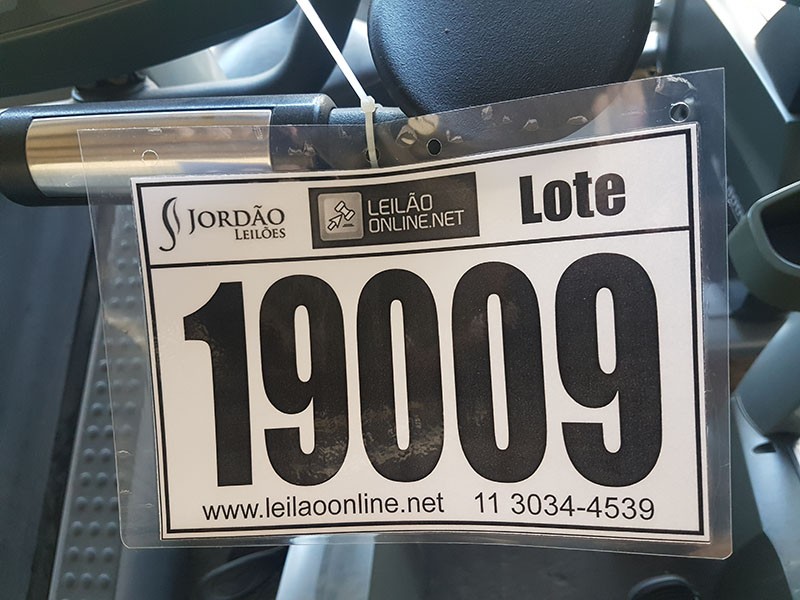 JORDÃO
LEILÕES
LEILÃO
ONLINE.NET
Lote
19009
www.leilaoonline.net 11 3034-4539